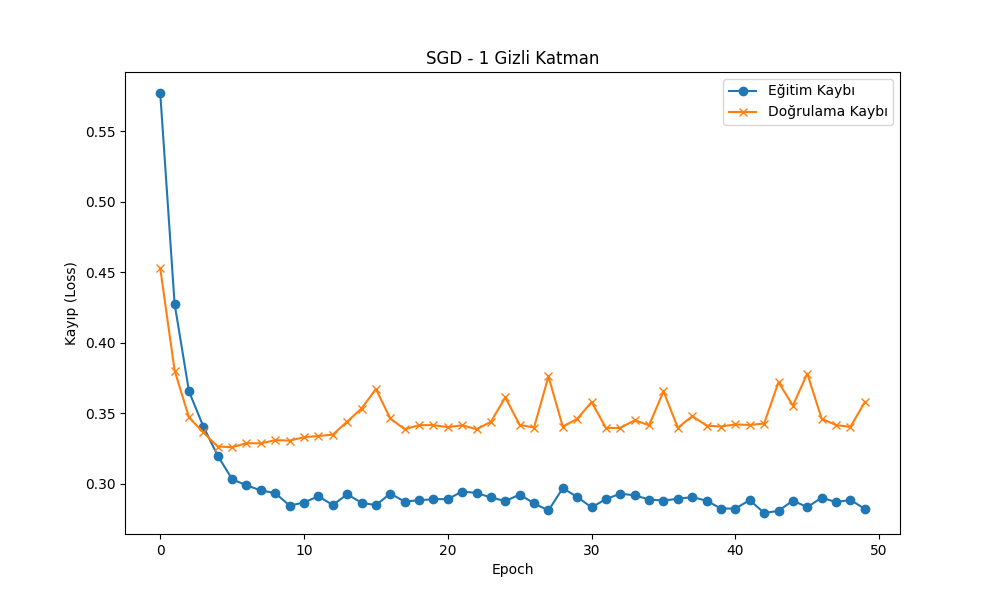 SGD - 1 Gizli Katman
Eğitim Kaybı
Doğrulama Kaybı
Kayıp (Loss)
0.55
0.50
0.45
0.40
0.35
0.30
0
10
20
30
40
50
Epoch